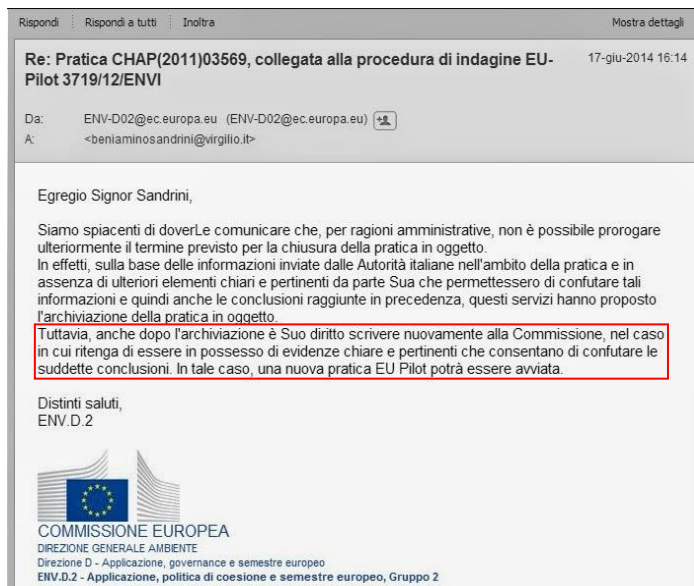 Rispondi Rispondi a tutti Inoltra Mostra dettagli
Re: Pratica CHAP(2011)03569, collegata alla procedura di indagine EU- 17-giu-2014 16:14
Pilot 3719/12/ENVI
Da: ENV-D02@ec.europa.eu (ENV-D02@ec.europa.eu)
A: <beniaminosandrini@virgilio.it>
Egregio Signor Sandrini,
Siamo spiacenti di doverLe comunicare che, per ragioni amministrative, non è possibile prorogare
ulteriormente il termine previsto per la chiusura della pratica in oggetto.
In effetti, sulla base delle informazioni inviate dalle Autorità italiane nell'ambito della pratica e in
assenza di ulteriori elementi chiari e pertinenti da parte Sua che permettessero di confutare tali
informazioni e quindi anche le conclusioni raggiunte in precedenza, questi servizi hanno proposto
l'archiviazione della pratica in oggetto.
Tuttavia, anche dopo l'archiviazione è Suo diritto scrivere nuovamente alla Commissione, nel caso
in cui ritenga di essere in possesso di evidenze chiare e pertinenti che consentano di confutare le
suddette conclusioni. In tale caso, una nuova pratica EU Pilot potrà essere avviata.
Distinti saluti,
ENV.D.2
COMMISSIONE EUROPEA
DIREZIONE GENERALE AMBIENTE
Direzione D - Applicazione, governance e semestre europeo
ENV.D.2 - Applicazione, politica di coesione e semestre europeo, Gruppo 2